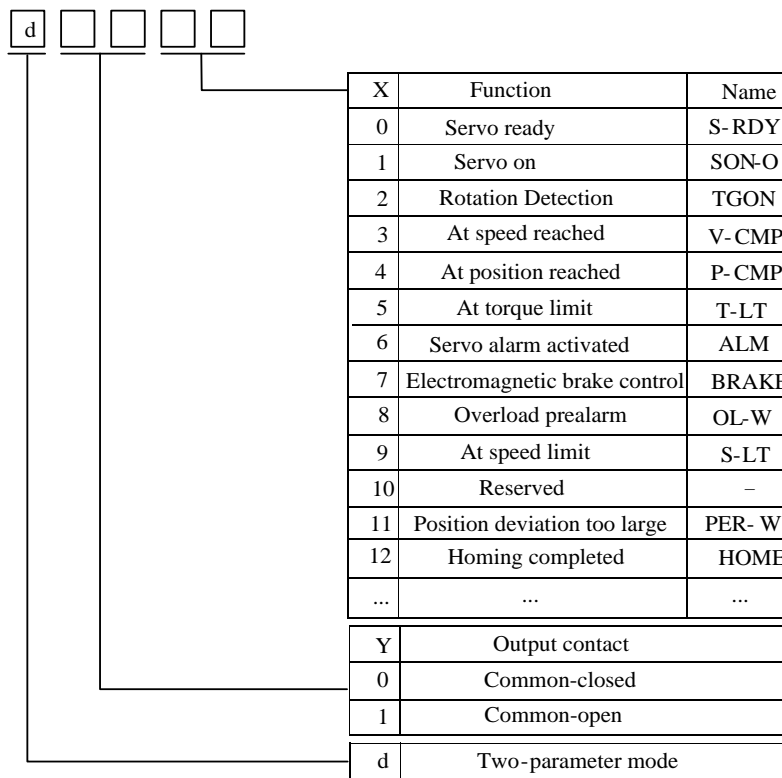 d
X Function Name
0 Servo ready S-RDY
1 Servo on SON-O
2 Rotation Detection TGON
3 At speed reached V-CMP
4 At position reached P-CMP
5 At torque limit T-LT
6 Servo alarm activated ALM
7 Electromagnetic brake control BRAKE
8 Overload prealarm OL-W
9 At speed limit S-LT
10 Reserved –
11 Position deviation too large PER-W
12 Homing completed HOME
... ... ...
Y Output contact
0 Common-closed
1 Common-open
d Two-parameter mode